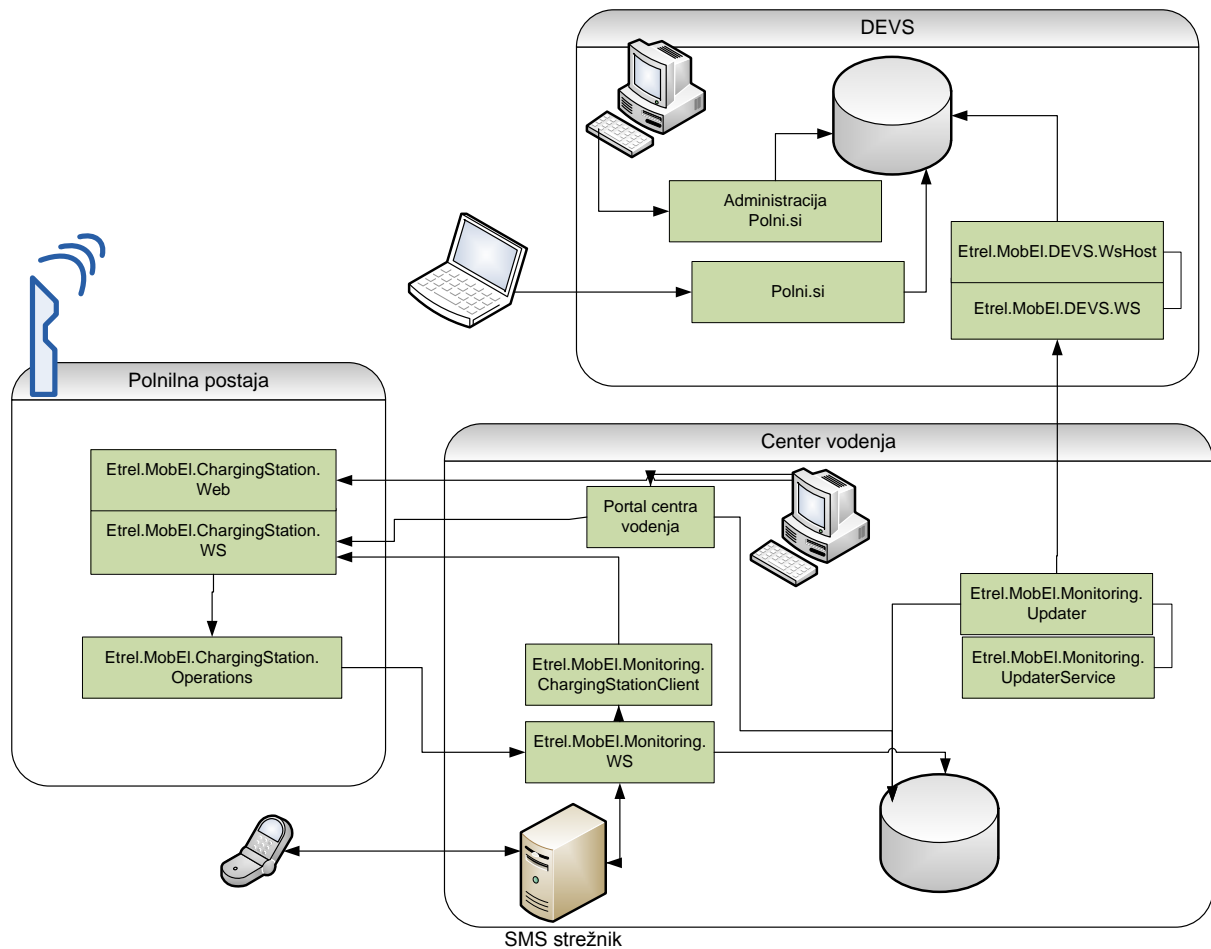 DEVS
Administracija
Polni.si
Polni.si
Etrel.MobEl.DEVS.WsHost
Etrel.MobEl.DEVS.WS
Polnilna postaja
Etrel.MobEl.ChargingStation.
Web
Etrel.MobEl.ChargingStation.
WS
Etrel.MobEl.ChargingStation.
Operations
Center vodenja
Portal centra
vodenja
Etrel.MobEl.Monitoring.
Updater
Etrel.MobEl.Monitoring.
UpdaterService
Etrel.MobEl.Monitoring.
ChargingStationClient
Etrel.MobEl.Monitoring.
WS
SMS strežnik